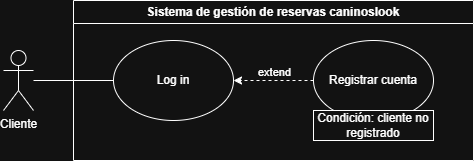 Sistema de gestión de reservas caninoslook
Log in
extend
Registrar cuenta
Condición: cliente no
registrado
Cliente